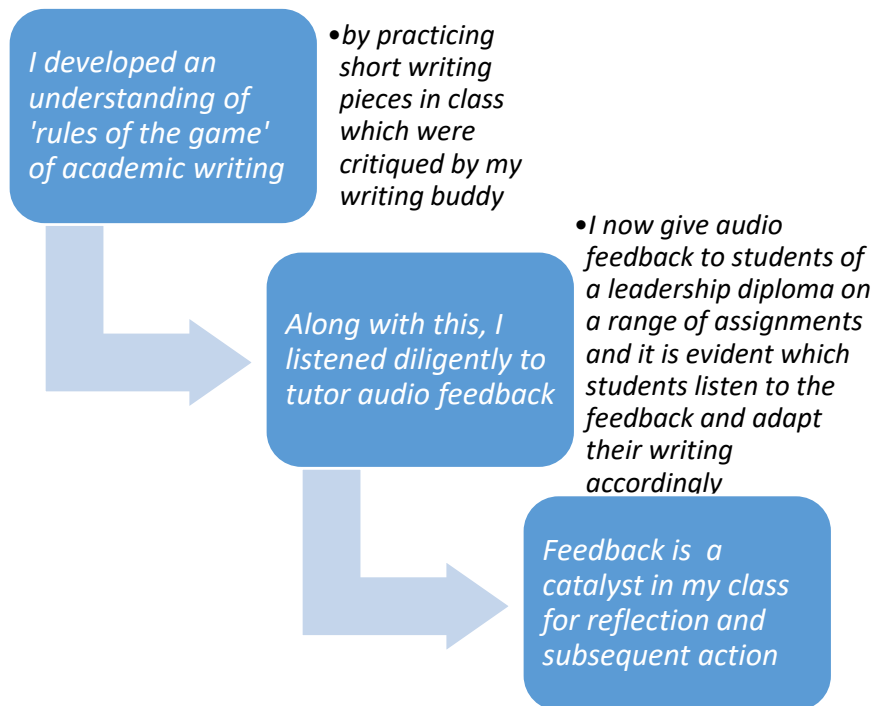 I developed an
understanding of
'rules of the game'
of academic writing
•by practicing
short writing
pieces in class
which were
critiqued by my
writing buddy
Along with this, I
listened diligently to
tutor audio feedback
•I now give audio
feedback to students of
a leadership diploma on
a range of assignments
and it is evident which
students listen to the
feedback and adapt
their writing
accordingly
Feedback is  a
catalyst in my class
for reflection and
subsequent action